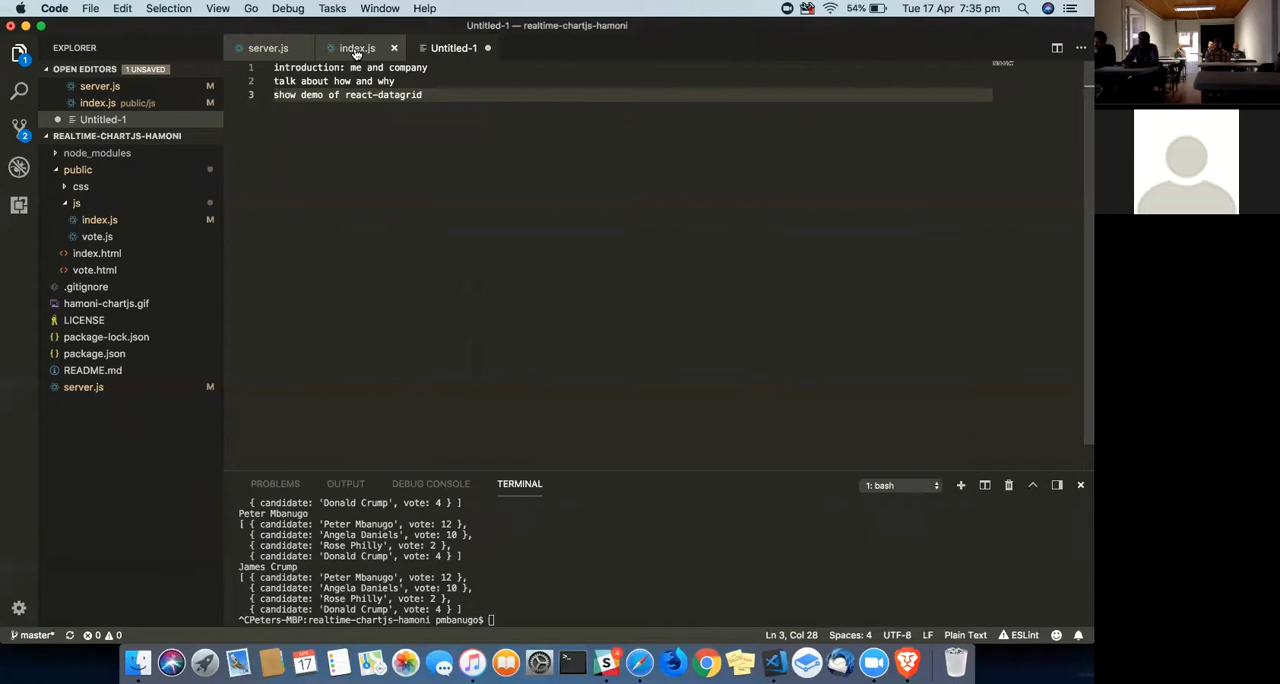 Code File Edit Selection View Go Debug Tasks Window Help 54% Tue 17 Apr 7:35 pm
Untitled-1 — realtime-chartjs-hamoni
EXPLORER
server.js index.js Untitled-1
OPEN EDITORS 1 UNSAVED
server.js M
index.js public/js M
Untitled-1
REALTIME-CHARTJS-HAMONI
node_modules
public
css
js
index.js M
vote.js
index.html
vote.html
.gitignore
hamoni-chartjs.gif
LICENSE
package-lock.json
package.json
README.md
server.js M
1 2
1 introduction: me and company
2 talk about how and why
3 show demo of react-datagrid
PROBLEMS OUTPUT DEBUG CONSOLE TERMINAL 1: bash
{ candidate: 'Donald Crump', vote: 4 } ]
Peter Mbanugo
[ { candidate: 'Peter Mbanugo', vote: 12 },
{ candidate: 'Angela Daniels', vote: 10 },
{ candidate: 'Rose Philly', vote: 2 },
{ candidate: 'Donald Crump', vote: 4 } ]
James Crump
[ { candidate: 'Peter Mbanugo', vote: 12 },
{ candidate: 'Angela Daniels', vote: 10 },
{ candidate: 'Rose Philly', vote: 2 },
{ candidate: 'Donald Crump', vote: 4 } ]
^CPeters-MBP:realtime-chartjs-hamoni pmbanugo$
master* 0 0 Ln 3, Col 28 Spaces: 4 UTF-8 LF Plain Text ESLint
17